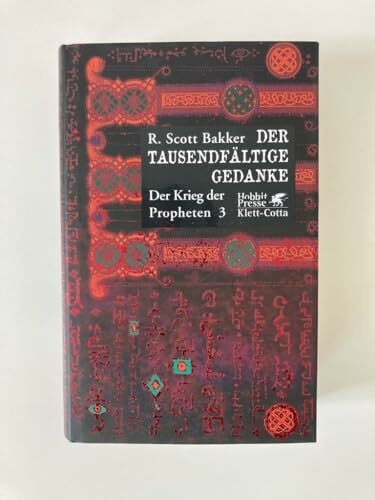 R. Scott Bakker DER
TAUSENDFÄLTIGE
GEDANKE
Der Krieg der
Propheten 3
Hobbit
Presse
Klett-Cotta